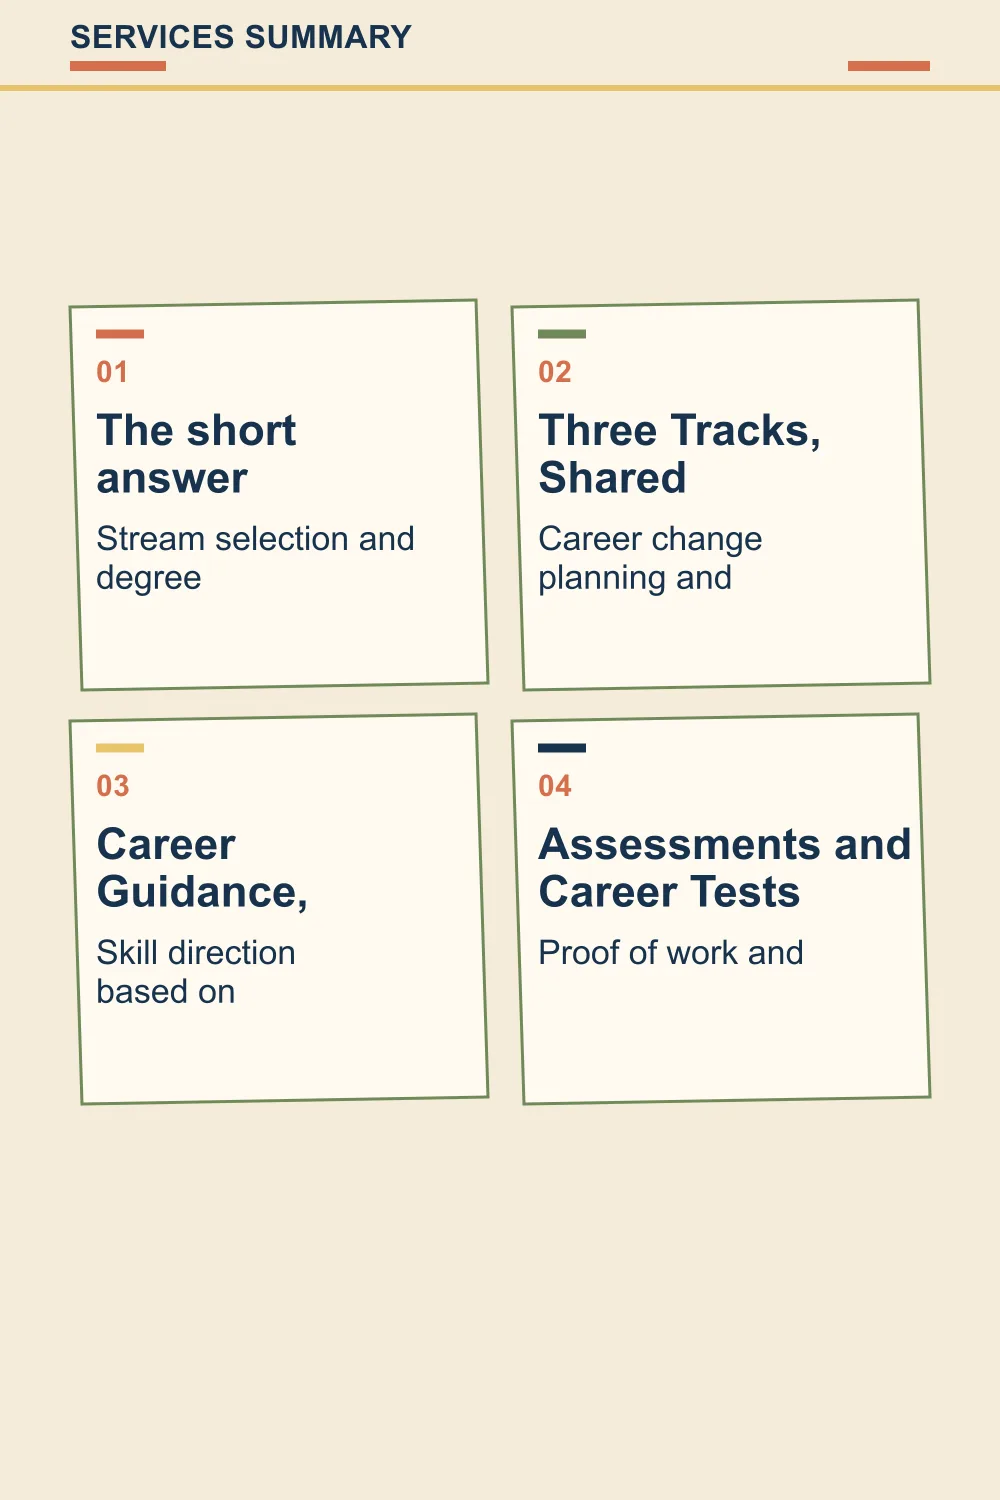 SERVICES SUMMARY
01
The short
answer
Stream selection and
degree
02
Three Tracks,
Shared
Career change
planning and
03
Career
Guidance,
Skill direction
based on
04
Assessments and
Career Tests
Proof of work and